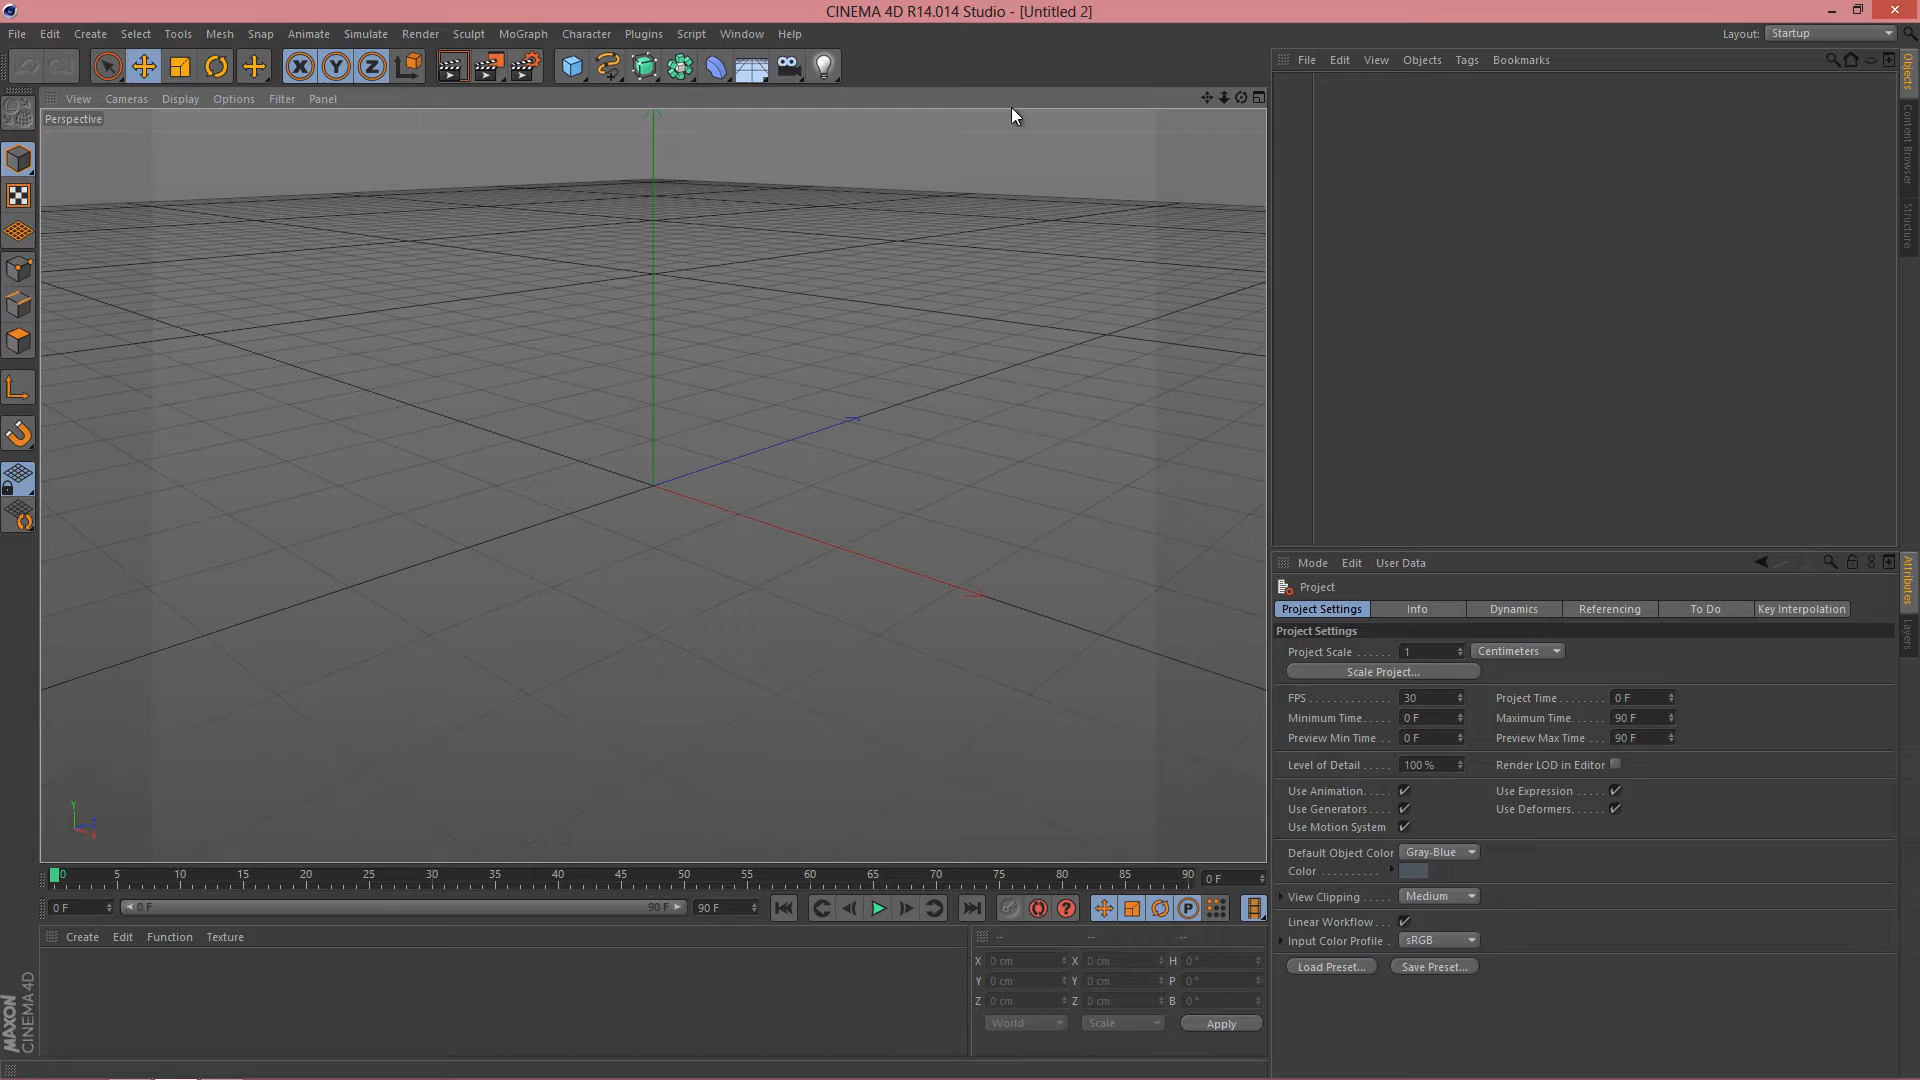 CINEMA 4D R14.014 Studio - [Untitled 2]
File Edit Create Select Tools Mesh Snap Animate Simulate Render Sculpt MoGraph Character Plugins Script Window Help
Layout: Startup
File Edit View Objects Tags Bookmarks
View Cameras Display Options Filter Panel
Perspective
Objects
Content Browser
Structure
X Y Z
Y
Z
X
Mode Edit User Data
Project
Project Settings Info Dynamics Referencing To Do Key Interpolation
Project Settings
Project Scale ...... 1 Centimeters
Scale Project...
FPS .............. 30 Project Time ........ 0 F
Minimum Time..... 0 F Maximum Time...... 90 F
Preview Min Time .. 0 F Preview Max Time ... 90 F
Level of Detail ..... 100 % Render LOD in Editor
Use Animation..... Use Expression .....
Use Generators .... Use Deformers......
Use Motion System
Default Object Color Gray-Blue
Color ..........
View Clipping ..... Medium
Linear Workflow ...
Input Color Profile . sRGB
Load Preset... Save Preset...
Attributes
Layers
0 5 10 15 20 25 30 35 40 45 50 55 60 65 70 75 80 85 90 0 F
0 F 0 F 90 F 90 F
P
Create Edit Function Texture
-- -- --
X 0 cm X 0 cm H 0 °
Y 0 cm Y 0 cm P 0 °
Z 0 cm Z 0 cm B 0 °
World Scale Apply
MAXON
CINEMA 4D